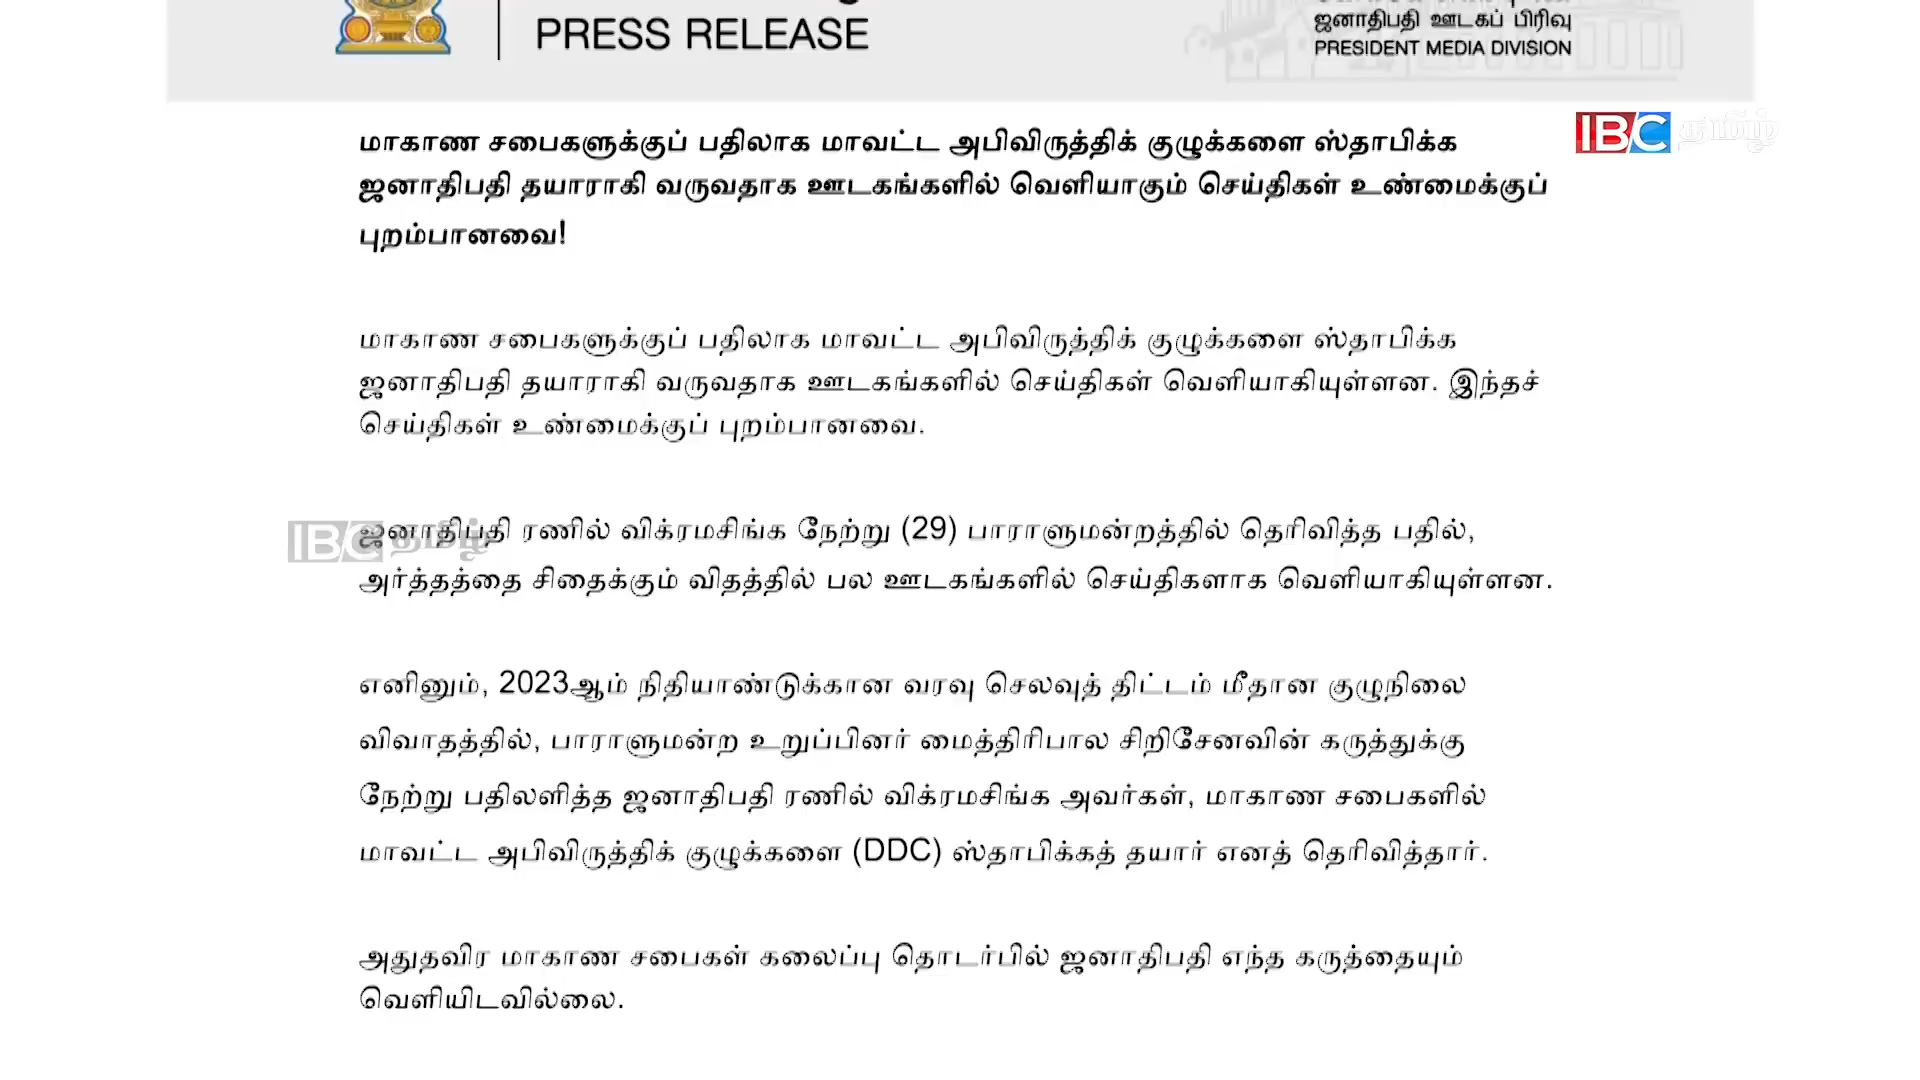 PRESS RELEASE
ஜனாதிபதி ஊடகப் பிரிவு
PRESIDENT MEDIA DIVISION
IBC தமிழ்
மாகாண சபைகளுக்குப் பதிலாக மாவட்ட அபிவிருத்திக் குழுக்களை ஸ்தாபிக்க
ஜனாதிபதி தயாராகி வருவதாக ஊடகங்களில் வெளியாகும் செய்திகள் உண்மைக்குப்
புறம்பானவை!
மாகாண சபைகளுக்குப் பதிலாக மாவட்ட அபிவிருத்திக் குழுக்களை ஸ்தாபிக்க
ஜனாதிபதி தயாராகி வருவதாக ஊடகங்களில் செய்திகள் வெளியாகியுள்ளன. இந்தச்
செய்திகள் உண்மைக்குப் புறம்பானவை.
IBC தமிழ்
ஜனாதிபதி ரணில் விக்ரமசிங்க நேற்று (29) பாராளுமன்றத்தில் தெரிவித்த பதில்,
அர்த்தத்தை சிதைக்கும் விதத்தில் பல ஊடகங்களில் செய்திகளாக வெளியாகியுள்ளன.
எனினும், 2023ஆம் நிதியாண்டுக்கான வரவு செலவுத் திட்டம் மீதான குழுநிலை
விவாதத்தில், பாராளுமன்ற உறுப்பினர் மைத்திரிபால சிறிசேனவின் கருத்துக்கு
நேற்று பதிலளித்த ஜனாதிபதி ரணில் விக்ரமசிங்க அவர்கள், மாகாண சபைகளில்
மாவட்ட அபிவிருத்திக் குழுக்களை (DDC) ஸ்தாபிக்கத் தயார் எனத் தெரிவித்தார்.
அதுதவிர மாகாண சபைகள் கலைப்பு தொடர்பில் ஜனாதிபதி எந்த கருத்தையும்
வெளியிடவில்லை.